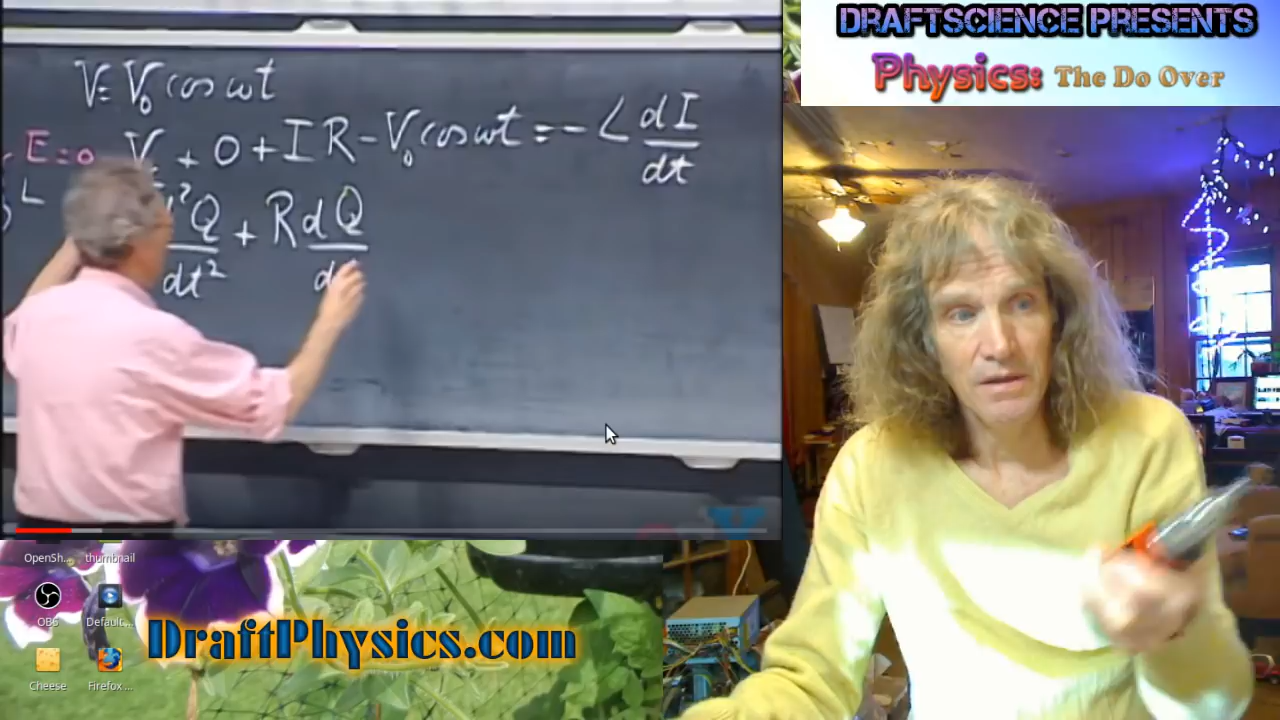 DRAFTSCIENCE PRESENTS
Physics: The Do Over
V= V₀ cos ωt
E=0 V + 0 + IR - V₀ cos ωt = - L dI/dt
L ²Q/dt² + R dQ/d
OpenSh... thumbnail
OBS Default...
Cheese Firefox...
DraftPhysics.com